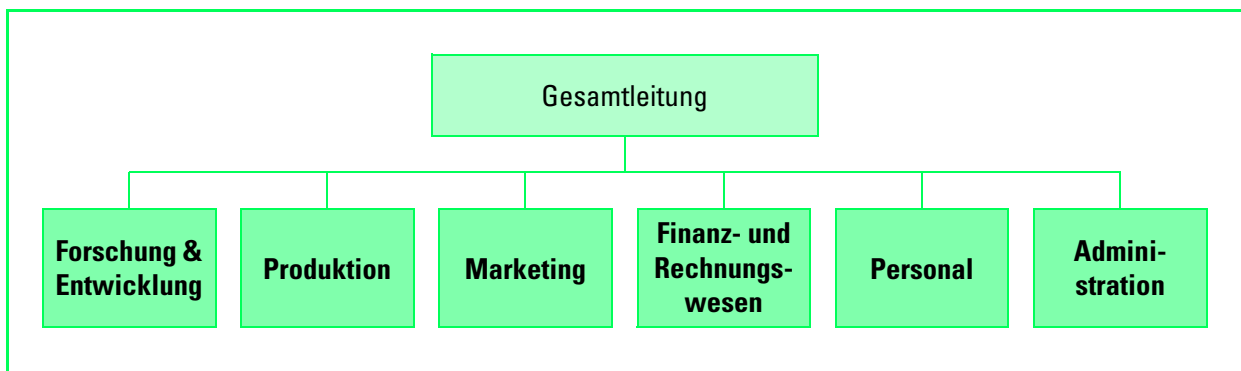 Gesamtleitung
Forschung &
Entwicklung
Produktion
Marketing
Finanz- und
Rechnungs-
wesen
Personal
Admini-
stration